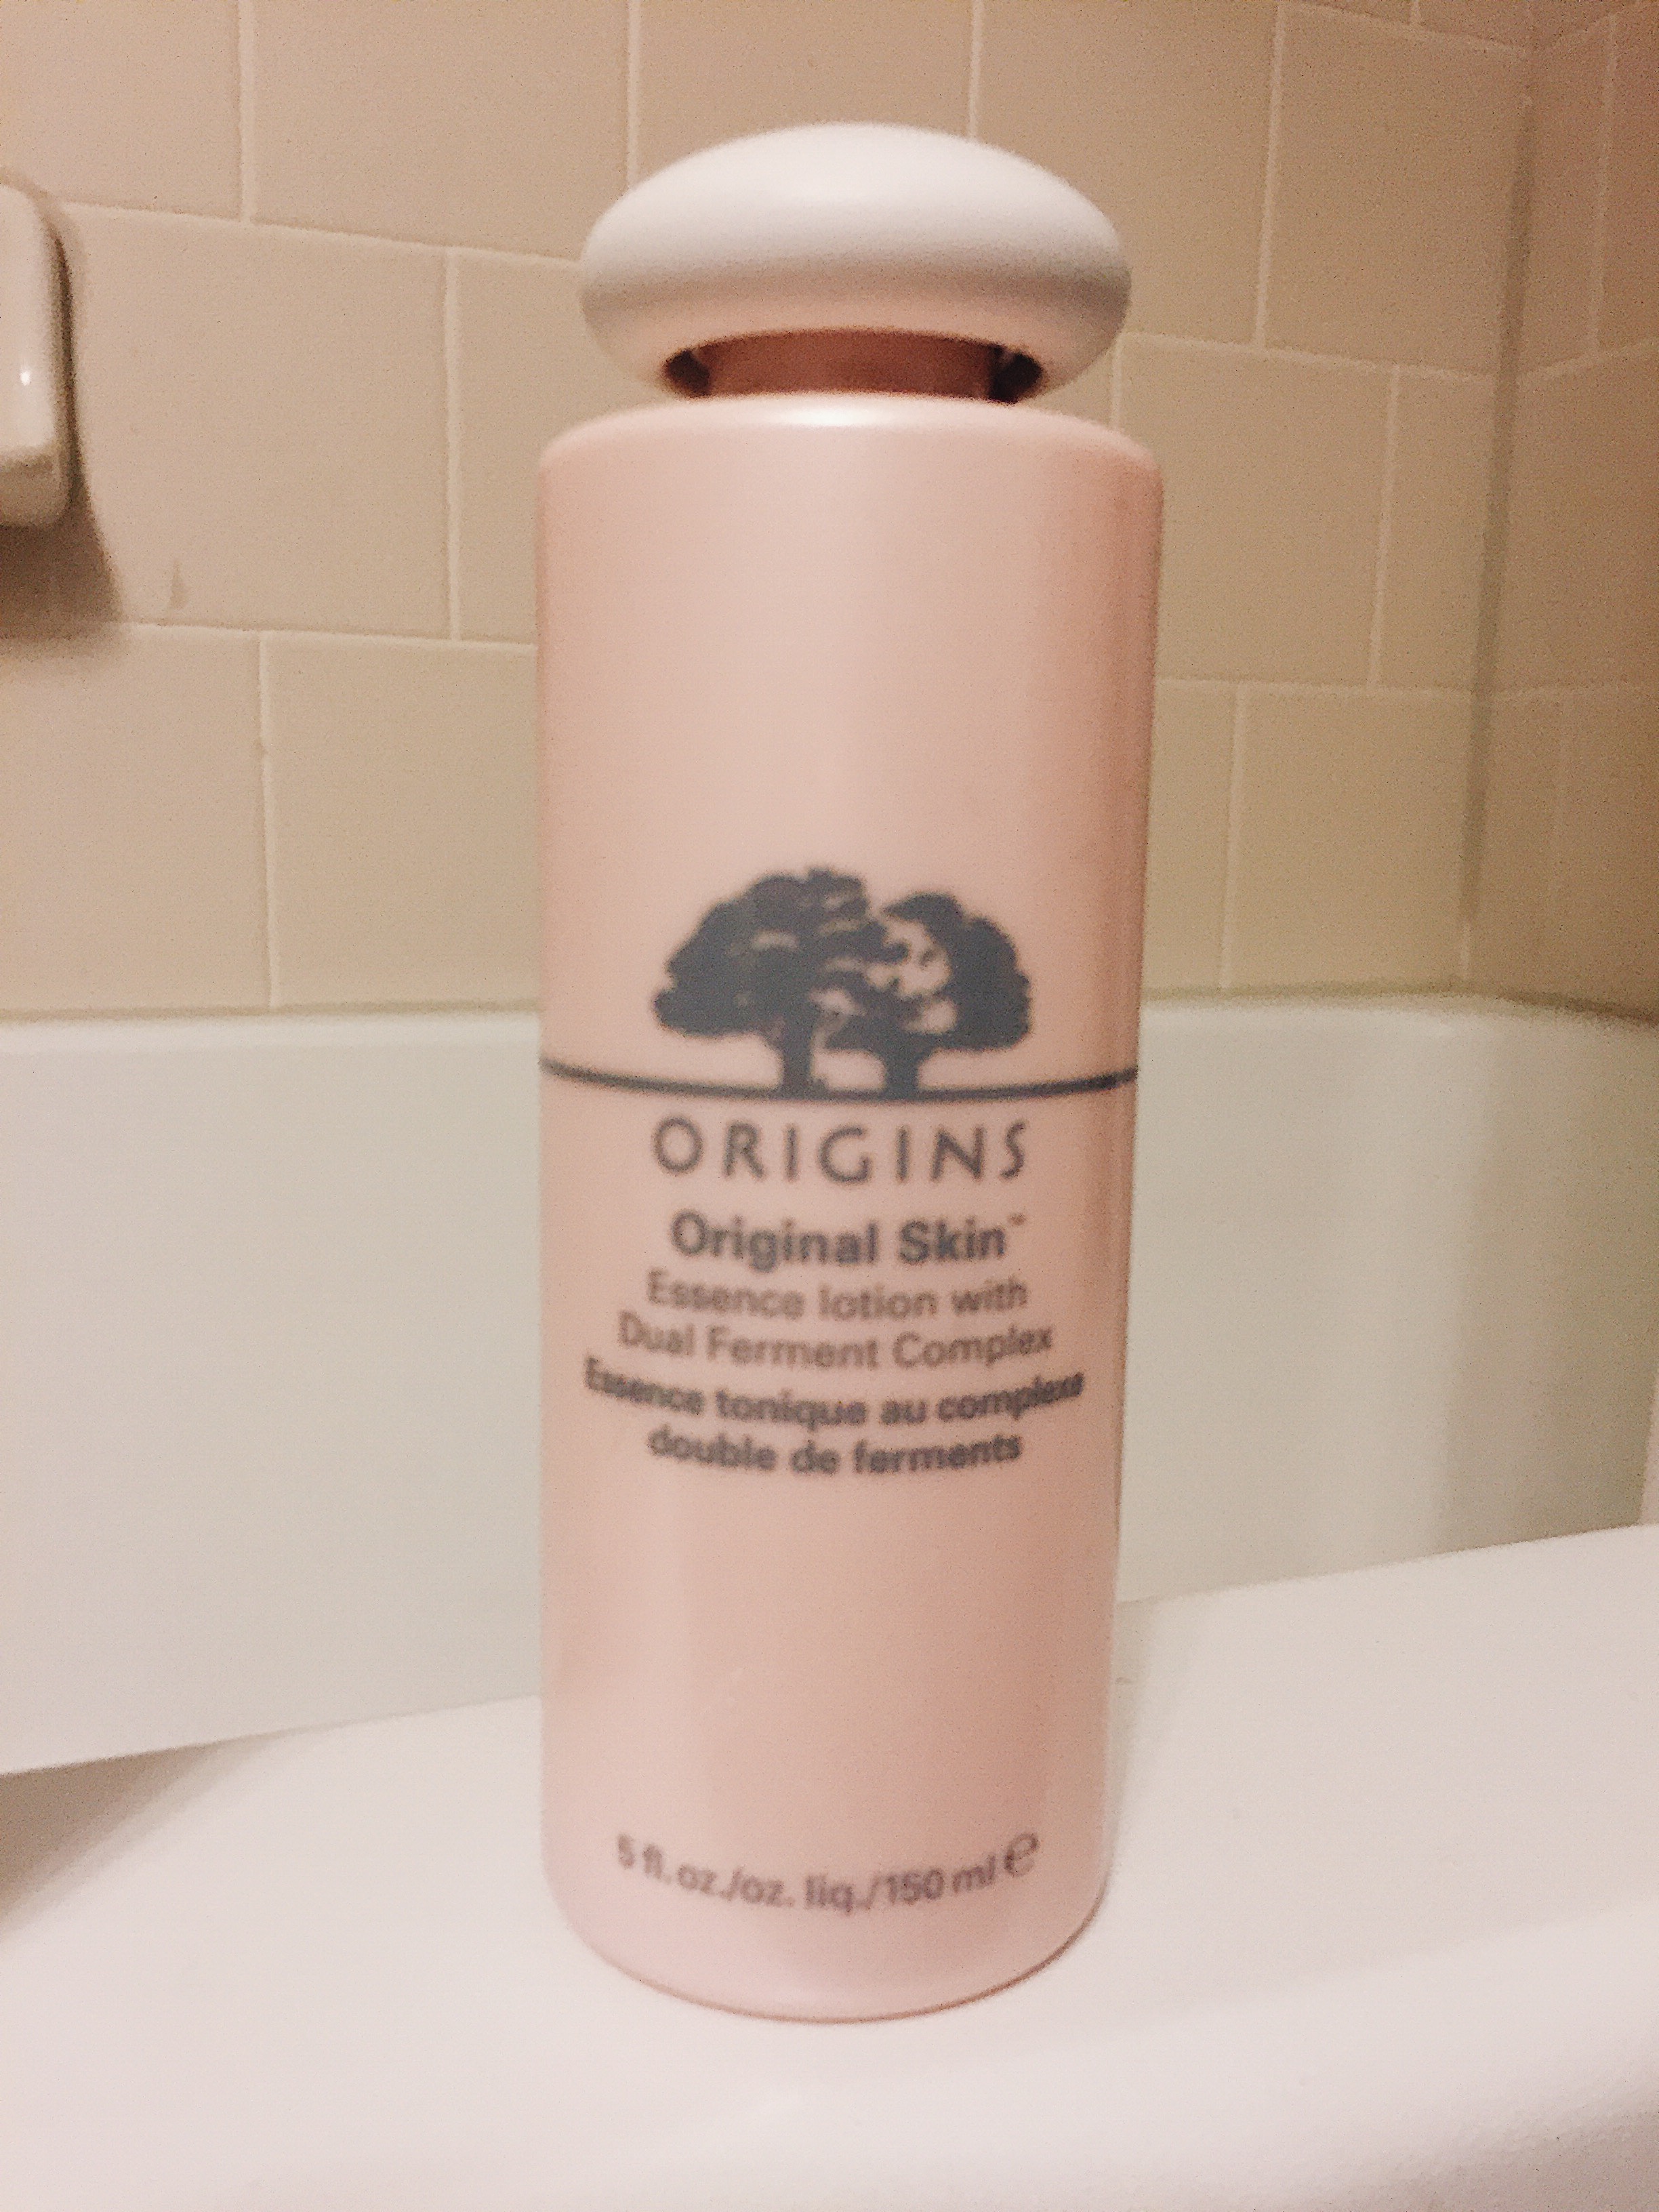 ORIGINS
Original Skin™
Essence lotion with
Dual Ferment Complex
Essence tonique au complexe
double de ferments
5 fl. oz./oz. liq./150 ml ℮